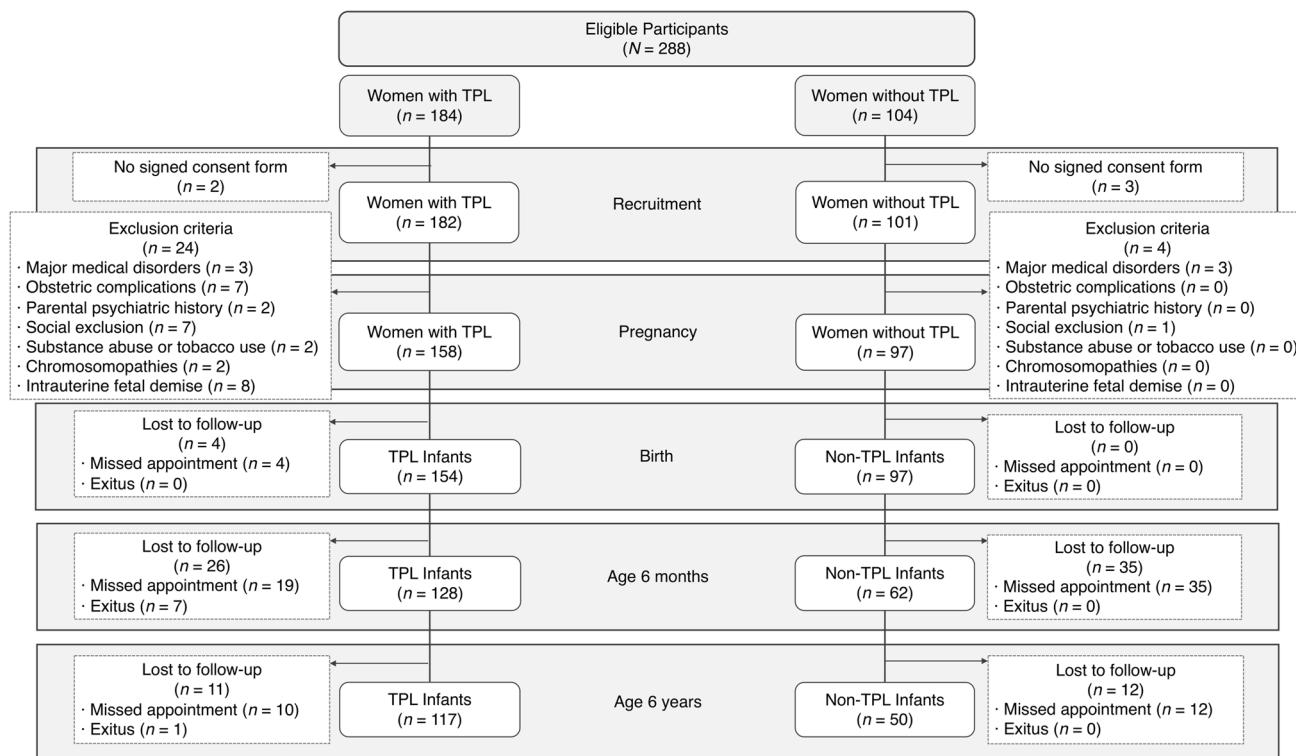 Eligible Participants
(N = 288)
Women with TPL
(n = 184)
Women without TPL
(n = 104)
No signed consent form
(n = 2)
Women with TPL
(n = 182)
Recruitment
Women without TPL
(n = 101)
No signed consent form
(n = 3)
Exclusion criteria
(n = 24)
· Major medical disorders (n = 3)
· Obstetric complications (n = 7)
· Parental psychiatric history (n = 2)
· Social exclusion (n = 7)
· Substance abuse or tobacco use (n = 2)
· Chromosomopathies (n = 2)
· Intrauterine fetal demise (n = 8)
Women with TPL
(n = 158)
Pregnancy
Women without TPL
(n = 97)
Exclusion criteria
(n = 4)
· Major medical disorders (n = 3)
· Obstetric complications (n = 0)
· Parental psychiatric history (n = 0)
· Social exclusion (n = 1)
· Substance abuse or tobacco use (n = 0)
· Chromosomopathies (n = 0)
· Intrauterine fetal demise (n = 0)
Lost to follow-up
(n = 4)
· Missed appointment (n = 4)
· Exitus (n = 0)
TPL Infants
(n = 154)
Birth
Non-TPL Infants
(n = 97)
Lost to follow-up
(n = 0)
· Missed appointment (n = 0)
· Exitus (n = 0)
Lost to follow-up
(n = 26)
· Missed appointment (n = 19)
· Exitus (n = 7)
TPL Infants
(n = 128)
Age 6 months
Non-TPL Infants
(n = 62)
Lost to follow-up
(n = 35)
· Missed appointment (n = 35)
· Exitus (n = 0)
Lost to follow-up
(n = 11)
· Missed appointment (n = 10)
· Exitus (n = 1)
TPL Infants
(n = 117)
Age 6 years
Non-TPL Infants
(n = 50)
Lost to follow-up
(n = 12)
· Missed appointment (n = 12)
· Exitus (n = 0)